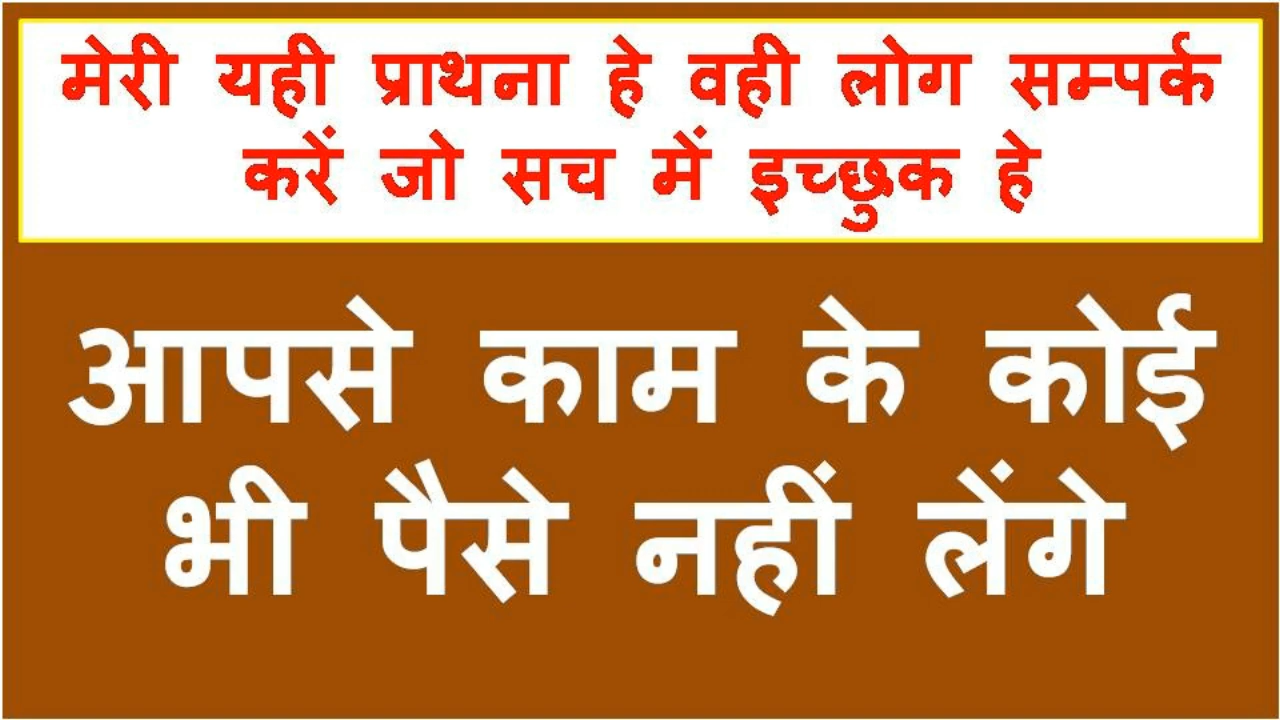 मेरी यही प्राथना हे वही लोग सम्पर्क
करें जो सच में इच्छुक हे
आपसे काम के कोई
भी पैसे नहीं लेंगे